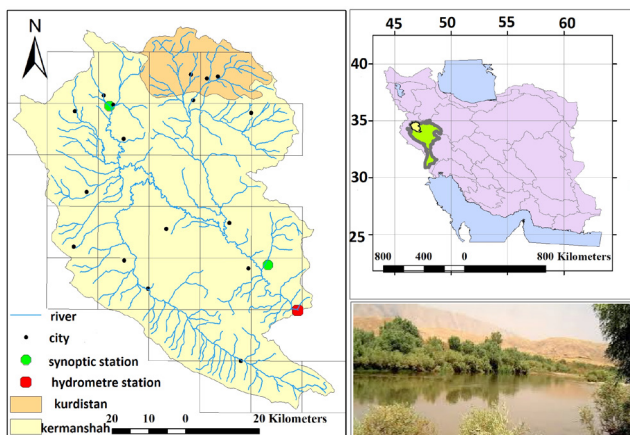 N
river
city
synoptic station
hydrometre station
kurdistan
kermanshah
20 10 0 20 Kilometers
45 50 55 60
40
35
30
25
800 400 0 800 Kilometers